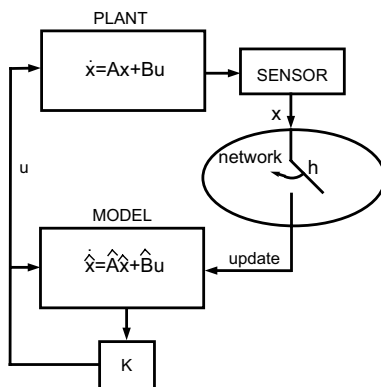 PLANT
ẋ=Ax+Bu
SENSOR
x
network
h
u
MODEL
x̂̇=Âx̂+B̂u
update
K